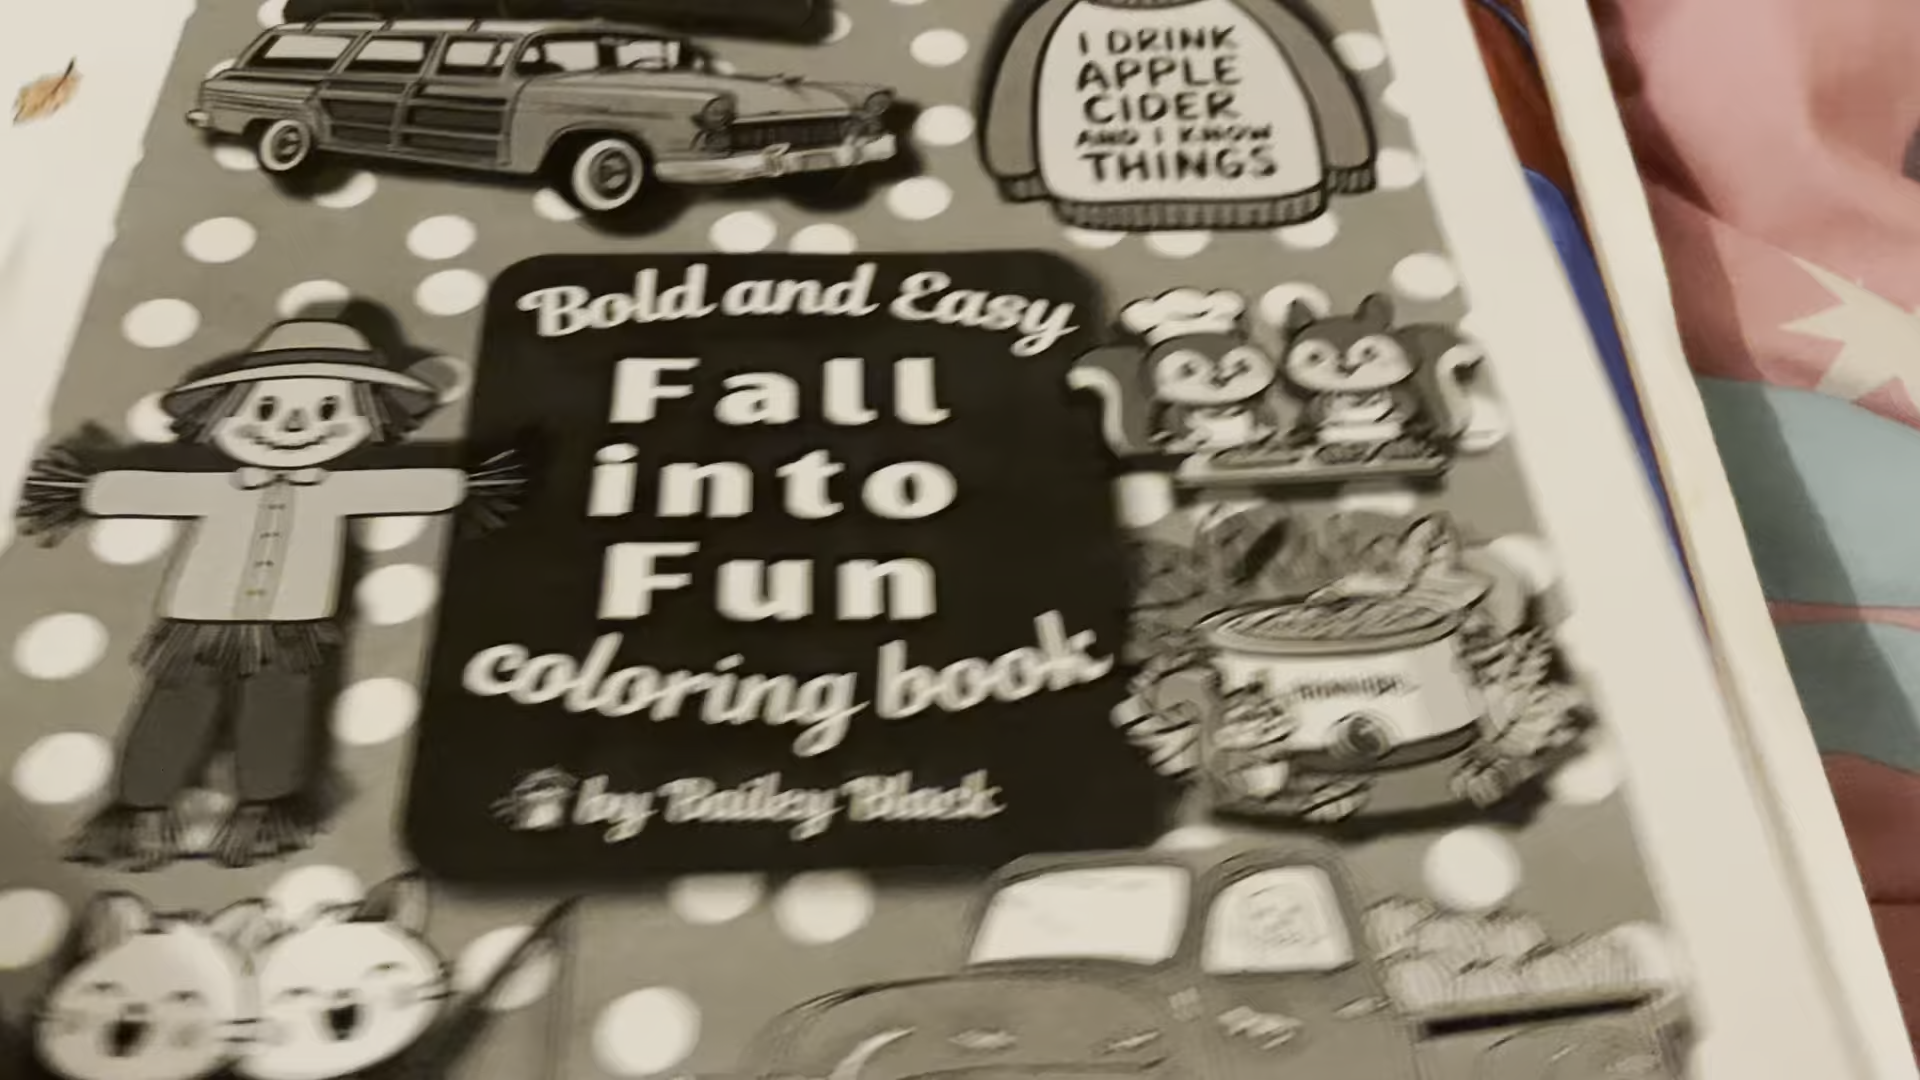 I DRINK
APPLE
CIDER
AND I KNOW
THINGS
Bold and Easy
Fall
into
Fun
coloring book
by Bailey Black